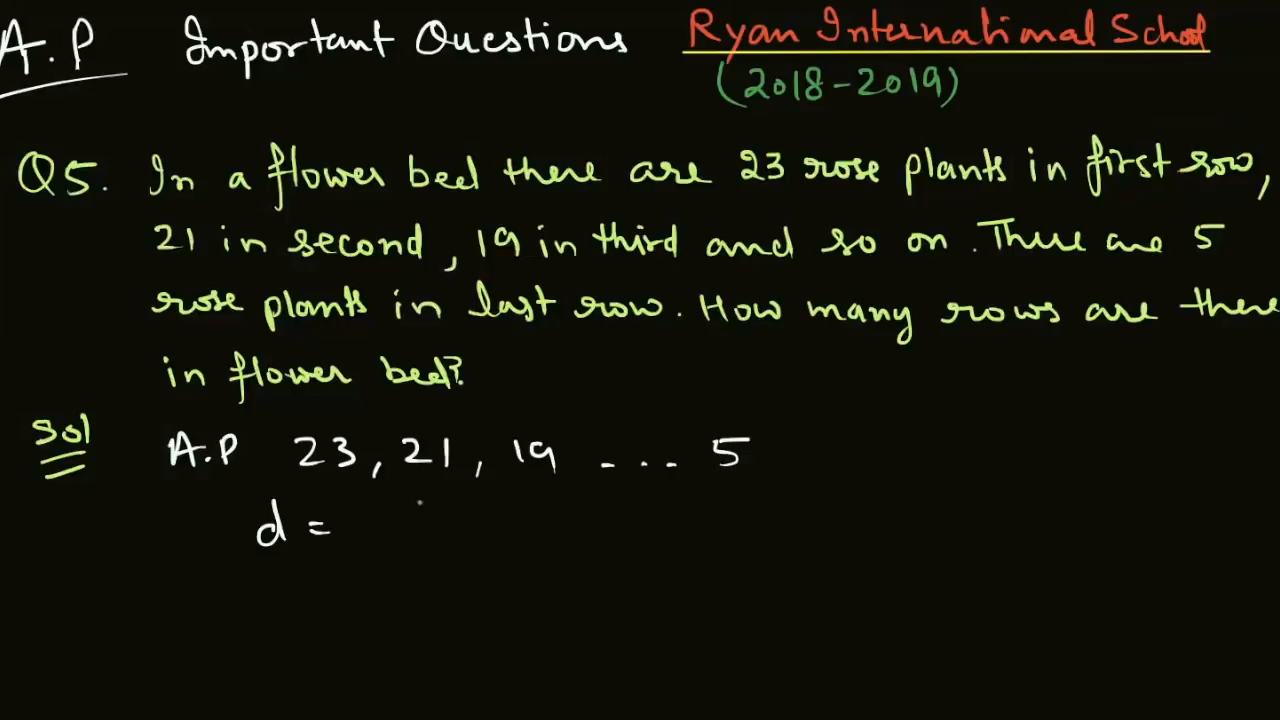 A.P Important Questions Ryan International School
(2018-2019)
Q5. In a flower bed there are 23 rose plants in first row,
21 in second, 19 in third and so on. There are 5
rose plants in last row. How many rows are there
in flower bed?
Sol
A.P 23, 21, 19 - ... 5
d =